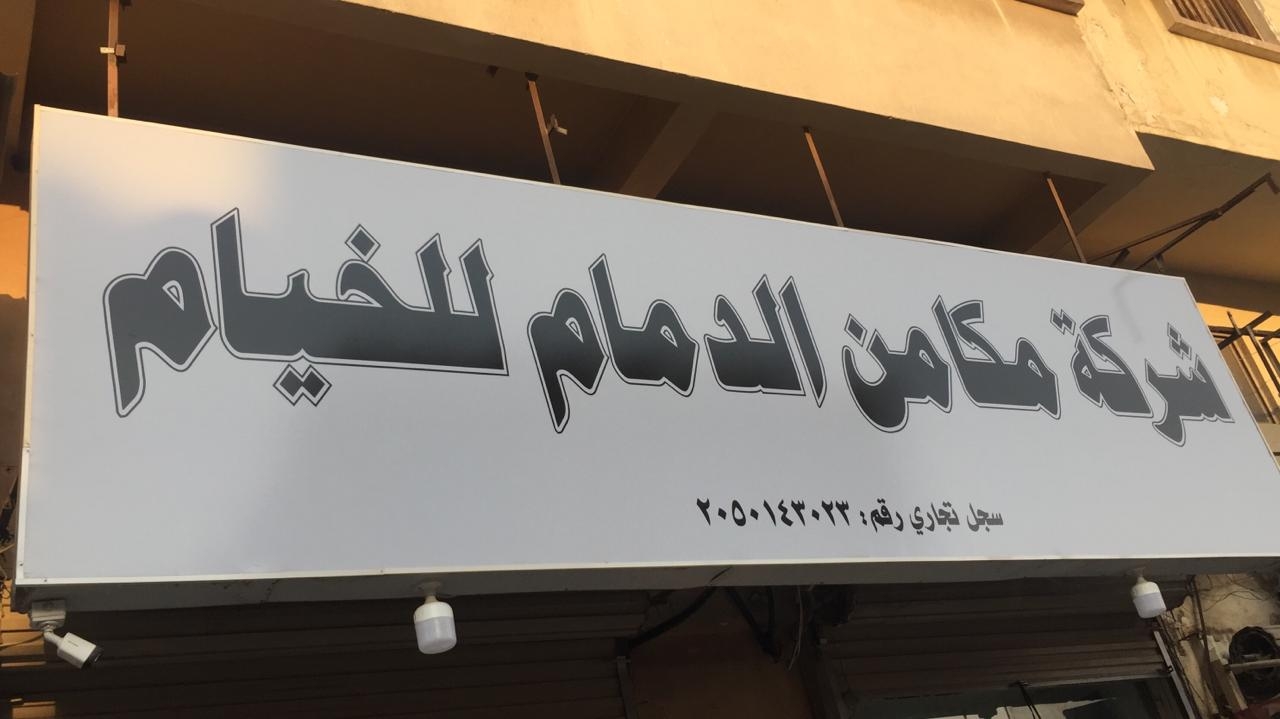 شركة مكامن الدمام للخيام
سجل تجاري رقم: ٢٠٥٠١٤٣٠٢٣